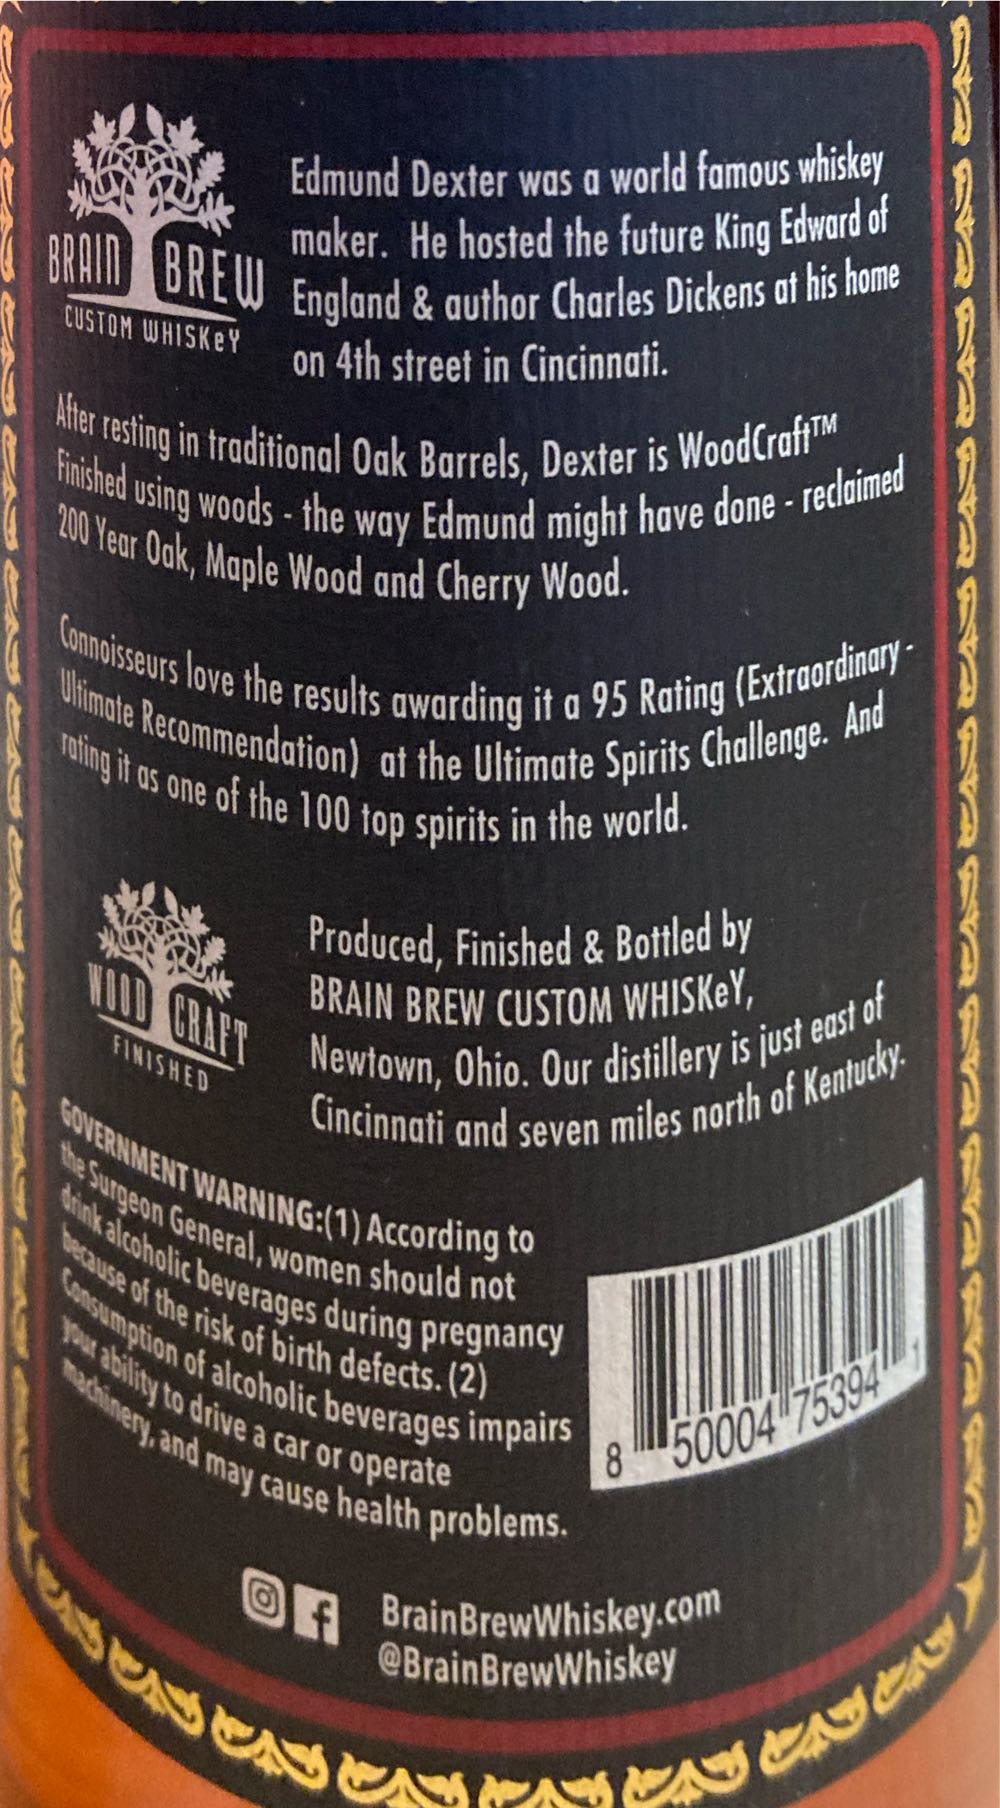 BRAIN BREW
CUSTOM WHISKeY
Edmund Dexter was a world famous whiskey
maker. He hosted the future King Edward of
England & author Charles Dickens at his home
on 4th street in Cincinnati.
After resting in traditional Oak Barrels, Dexter is WoodCraft™
Finished using woods - the way Edmund might have done - reclaimed
200 Year Oak, Maple Wood and Cherry Wood.
Connoisseurs love the results awarding it a 95 Rating (Extraordinary -
Ultimate Recommendation) at the Ultimate Spirits Challenge. And
rating it as one of the 100 top spirits in the world.
WOOD CRAFT
FINISHED
Produced, Finished & Bottled by
BRAIN BREW CUSTOM WHISKeY,
Newtown, Ohio. Our distillery is just east of
Cincinnati and seven miles north of Kentucky.
GOVERNMENT WARNING:(1) According to
the Surgeon General, women should not
drink alcoholic beverages during pregnancy
because of the risk of birth defects. (2)
Consumption of alcoholic beverages impairs
your ability to drive a car or operate
machinery, and may cause health problems.
8 50004 75394 1
BrainBrewWhiskey.com
@BrainBrewWhiskey